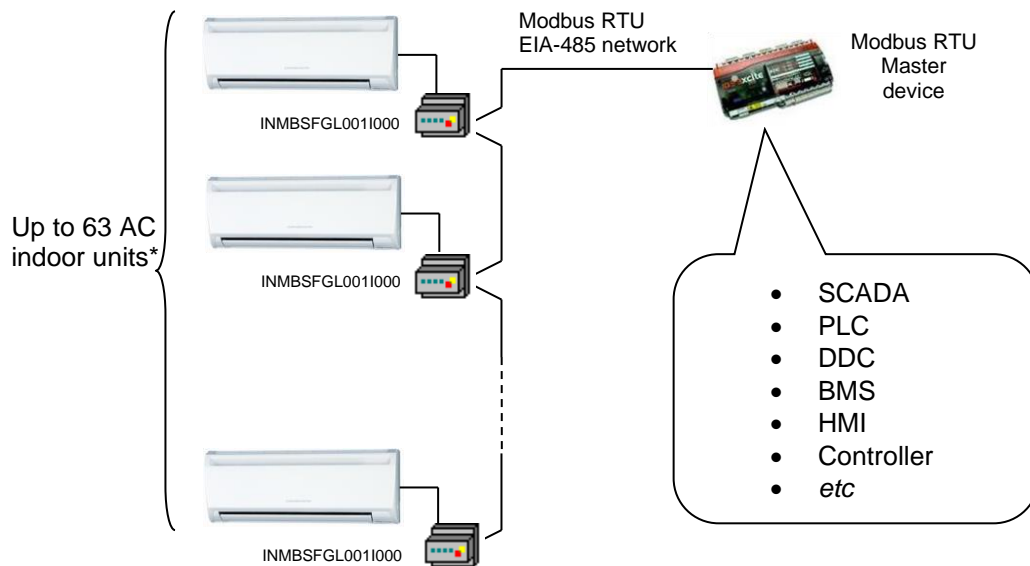 Modbus RTU
EIA-485 network
Modbus RTU
Master
device
INMBSFGL001I000
Up to 63 AC
indoor units*
INMBSFGL001I000
• SCADA
• PLC
• DDC
• BMS
• HMI
• Controller
• etc
INMBSFGL001I000